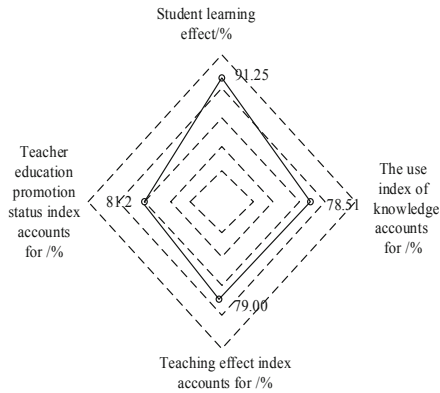 Student learning
effect/%
91.25
Teacher
education
promotion
status index
accounts
for /%
81.2
The use
index of
knowledge
accounts
for /%
78.51
79.00
Teaching effect index
accounts for /%